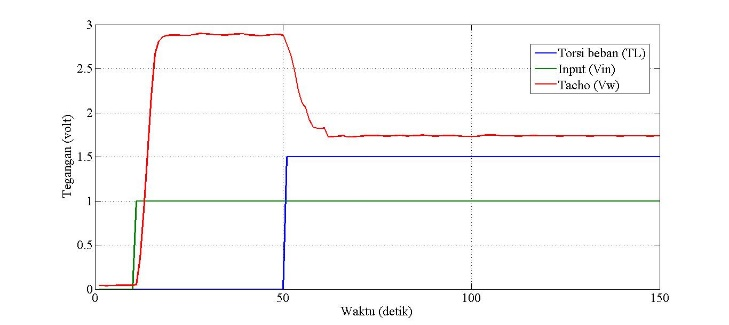 3
2.5
2
1.5
1
0.5
0
Tegangan (volt)
Torsi beban (TL)
Input (Vin)
Tacho (Vw)
0
50
100
150
Waktu (detik)